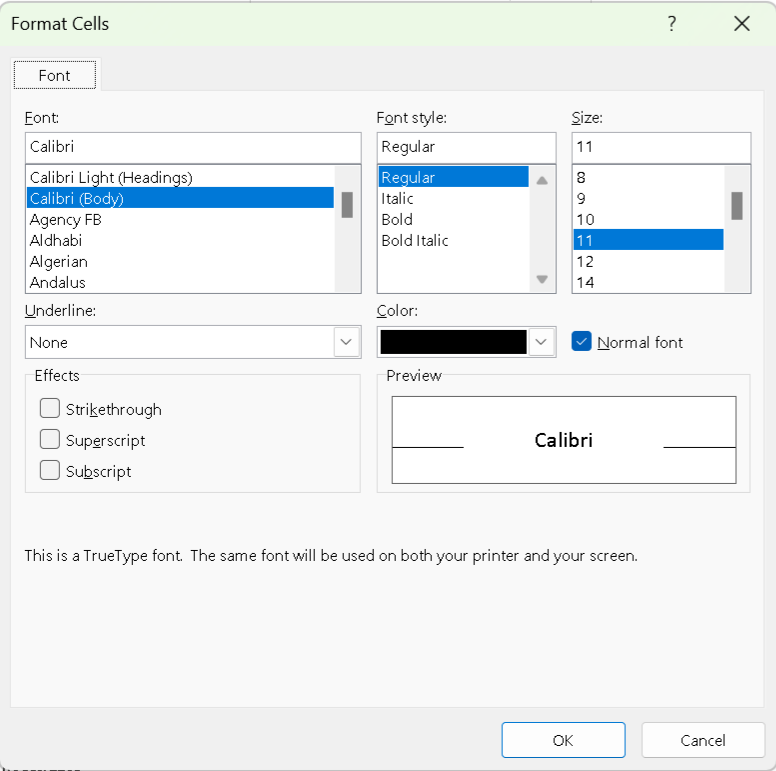 Format Cells
?
Font
Font:
Font style:
Size:
Calibri
Regular
11
Calibri Light (Headings)
Calibri (Body)
Agency FB
Aldhabi
Algerian
Andalus
Regular
Italic
Bold
Bold Italic
8
9
10
11
12
14
Underline:
Color:
None
Normal font
Effects
Strikethrough
Superscript
Subscript
Preview
Calibri
This is a TrueType font.  The same font will be used on both your printer and your screen.
OK
Cancel